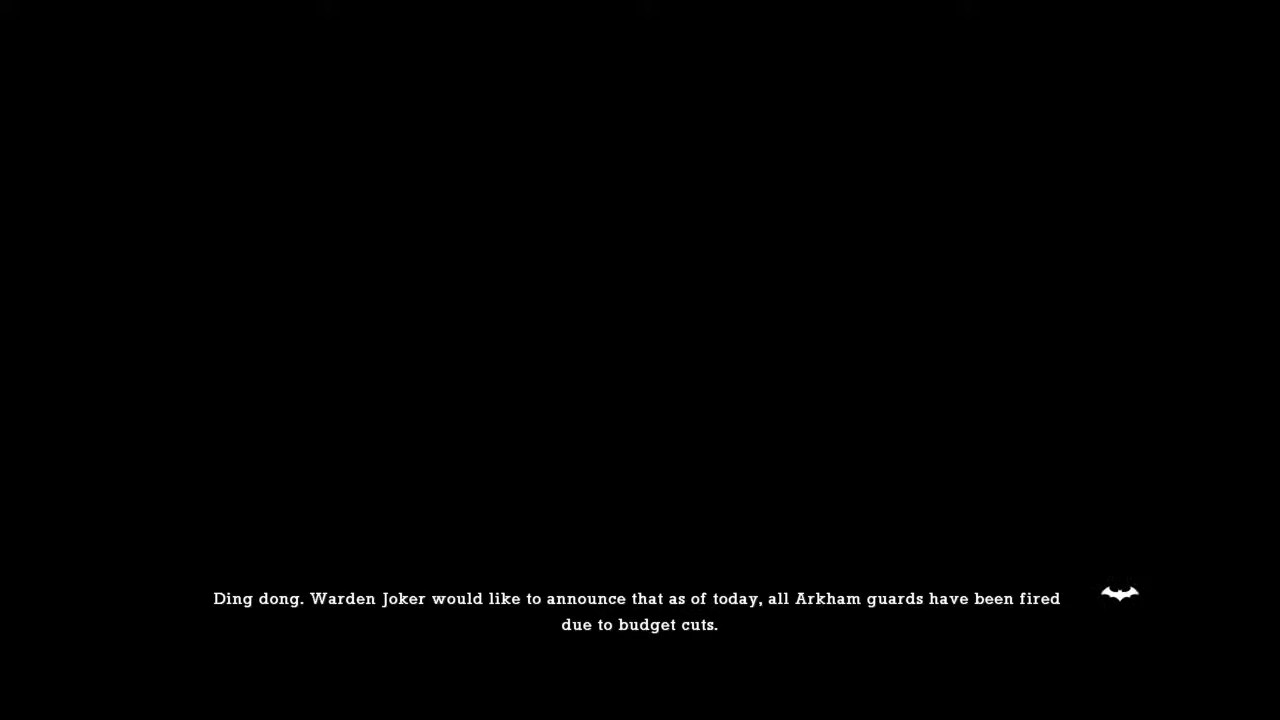 Ding dong. Warden Joker would like to announce that as of today, all Arkham guards have been fired
due to budget cuts.